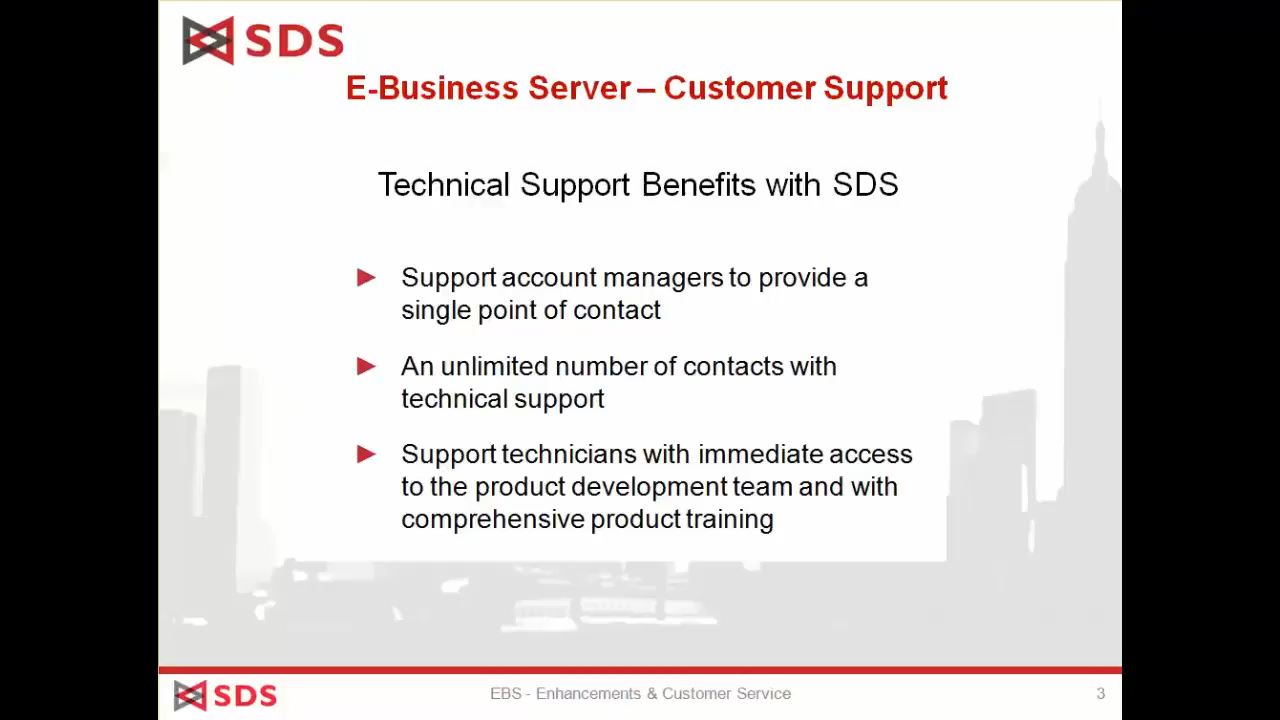 SDS
E-Business Server – Customer Support
Technical Support Benefits with SDS
► Support account managers to provide a
single point of contact
► An unlimited number of contacts with
technical support
► Support technicians with immediate access
to the product development team and with
comprehensive product training
SDS
EBS - Enhancements & Customer Service
3